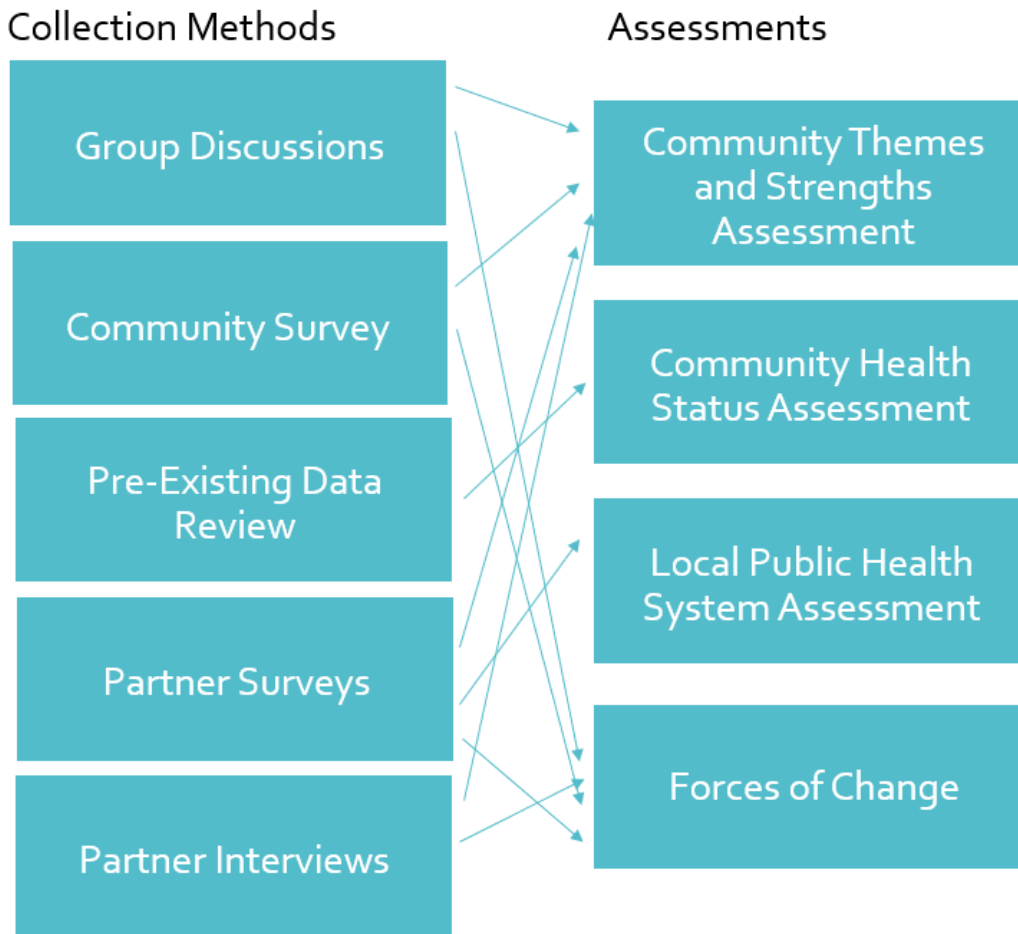 Collection Methods
Assessments
Group Discussions
Community Survey
Pre-Existing Data
Review
Partner Surveys
Partner Interviews
Community Themes
and Strengths
Assessment
Community Health
Status Assessment
Local Public Health
System Assessment
Forces of Change